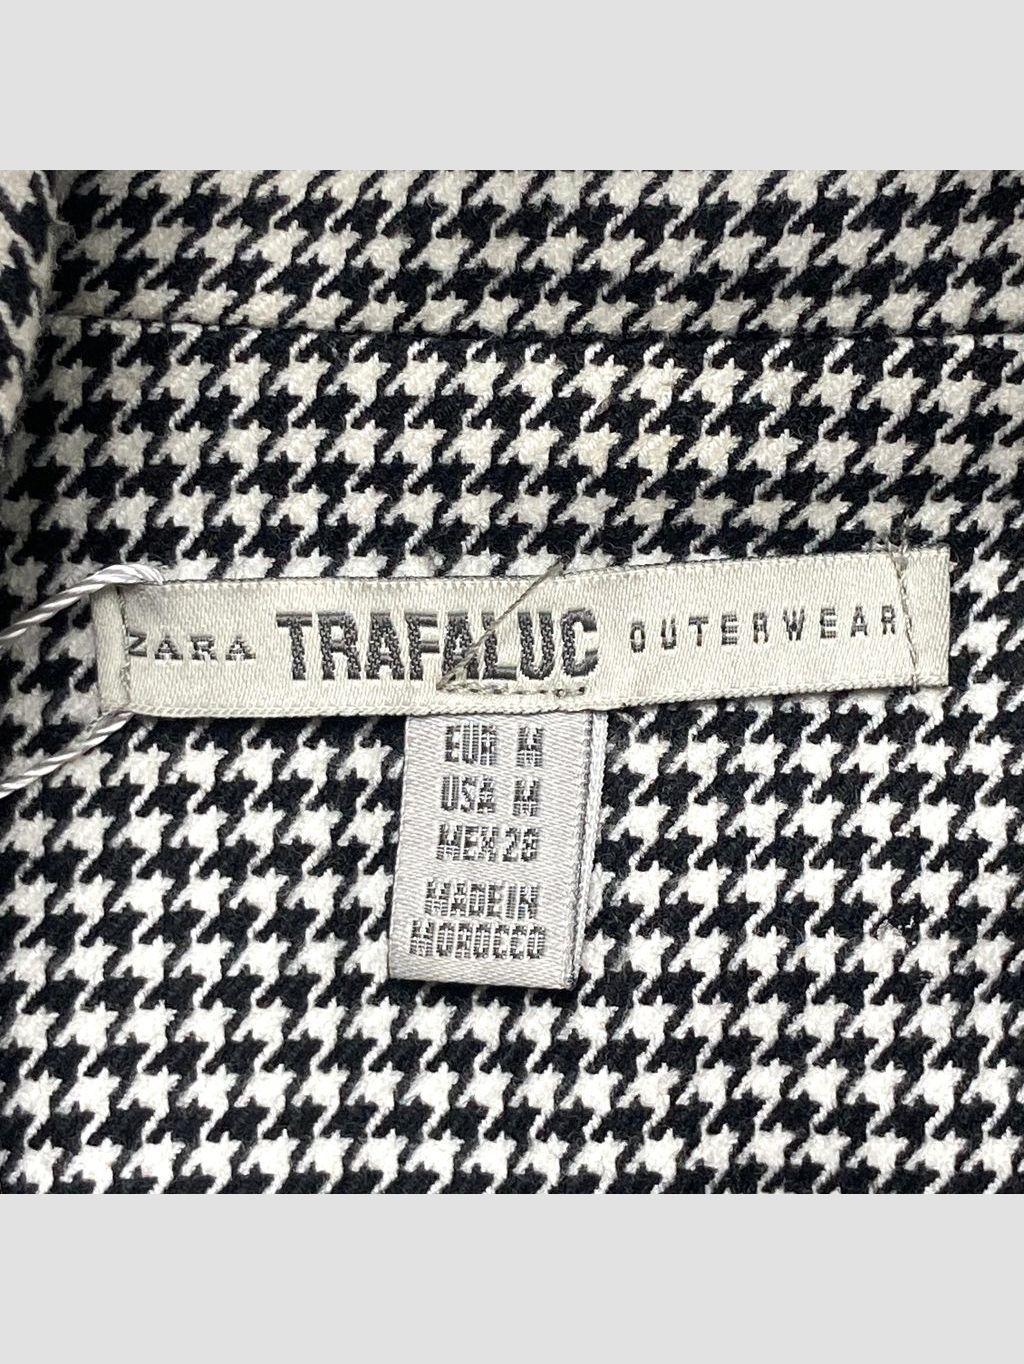 ZARA TRAFALUC OUTERWEAR
EUR M
USA M
MEX 28
MADE IN
MOROCCO